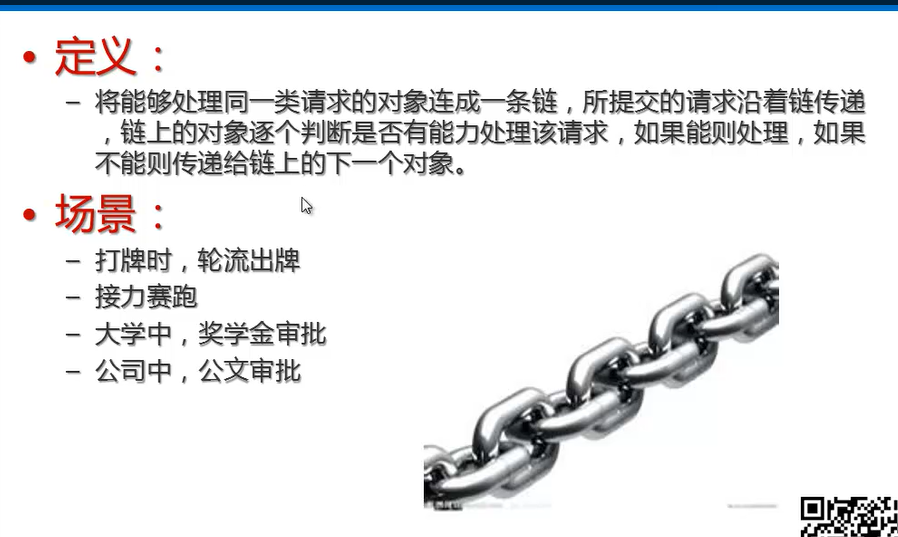 • 定义：
– 将能够处理同一类请求的对象连成一条链，所提交的请求沿着链传递
，链上的对象逐个判断是否有能力处理该请求，如果能则处理，如果
不能则传递给链上的下一个对象。
• 场景：
– 打牌时，轮流出牌
– 接力赛跑
– 大学中，奖学金审批
– 公司中，公文审批